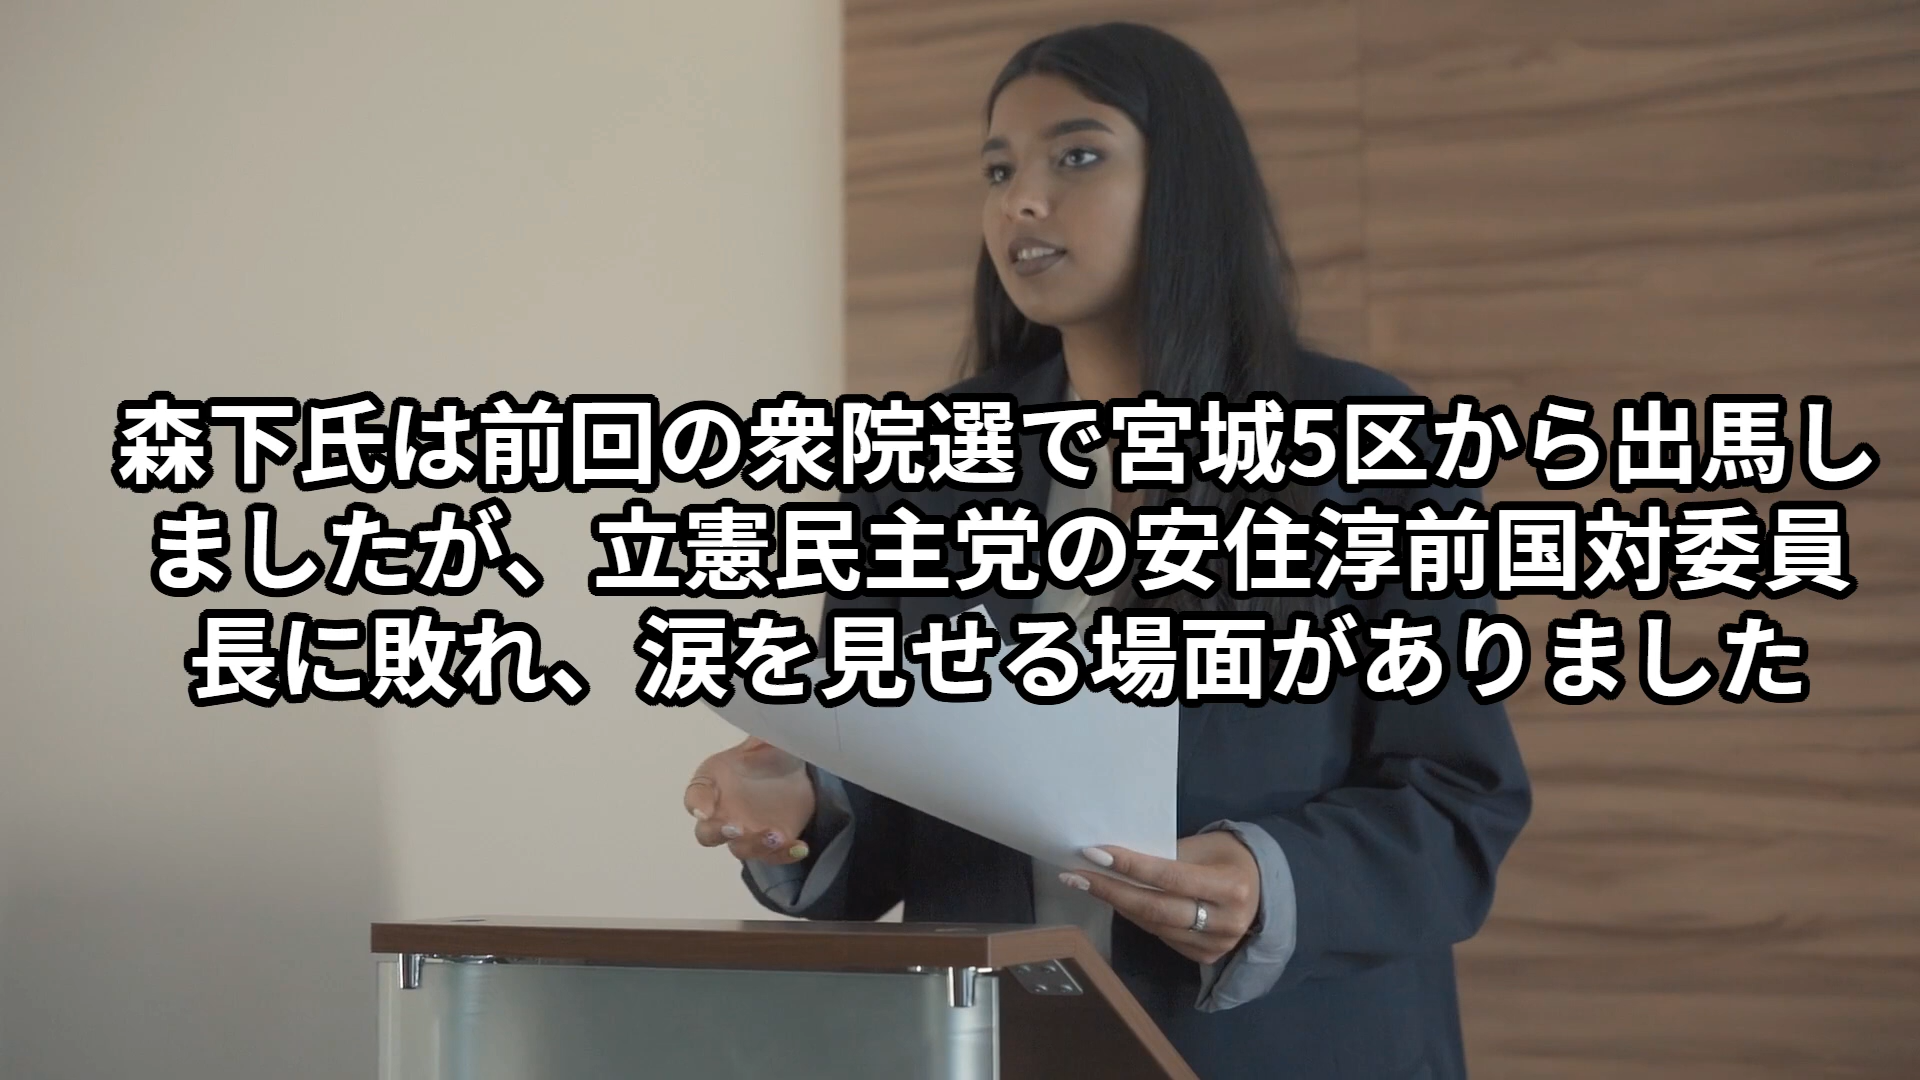 森下氏は前回の衆院選で宮城5区から出馬し
ましたが、立憲民主党の安住淳前国対委員
長に敗れ、涙を見せる場面がありました